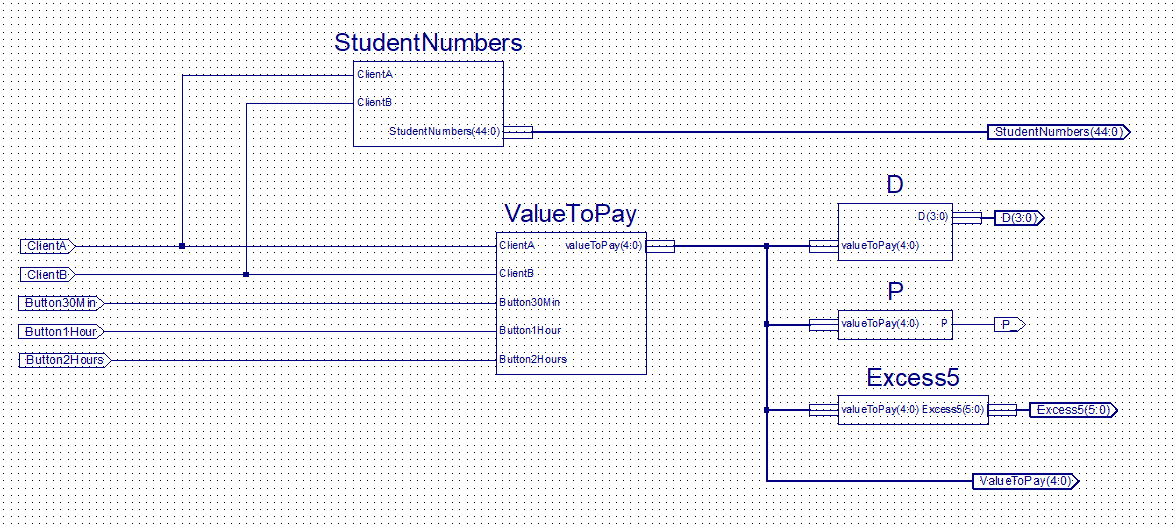 StudentNumbers
ClientA
ClientB
StudentNumbers(44:0)
StudentNumbers(44:0)
ValueToPay
ClientA
ClientB
Button30Min
Button1Hour
Button2Hours
ClientA
ClientB
Button30Min
Button1Hour
Button2Hours
valueToPay(4:0)
D
D(3:0)
valueToPay(4:0)
D(3:0)
P
valueToPay(4:0) P
P_
Excess5
valueToPay(4:0) Excess5(5:0)
Excess5(5:0)
ValueToPay(4:0)